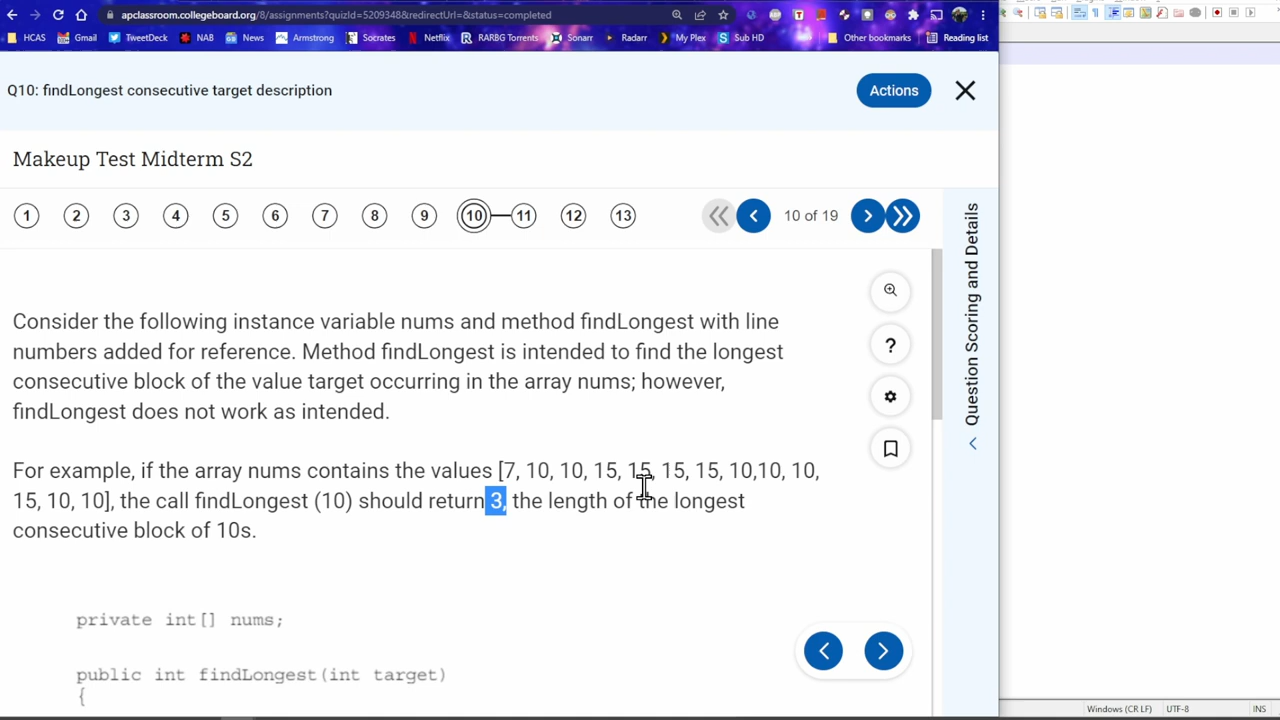 apclassroom.collegeboard.org/8/assignments?quizId=5209348&redirectUrl=&status=completed
HCAS Gmail TweetDeck NAB News Armstrong Socrates Netflix RARBG Torrents Sonarr Radarr My Plex Sub HD Other bookmarks Reading list
Q10: findLongest consecutive target description
Actions
Makeup Test Midterm S2
1 2 3 4 5 6 7 8 9 10 11 12 13 10 of 19
Question Scoring and Details
Consider the following instance variable nums and method findLongest with line
numbers added for reference. Method findLongest is intended to find the longest
consecutive block of the value target occurring in the array nums; however,
findLongest does not work as intended.
For example, if the array nums contains the values [7, 10, 10, 15, 15, 15, 15, 10,10, 10,
15, 10, 10], the call findLongest (10) should return 3, the length of the longest
consecutive block of 10s.
private int[] nums;
public int findLongest(int target)
{
Windows (CR LF) UTF-8 INS